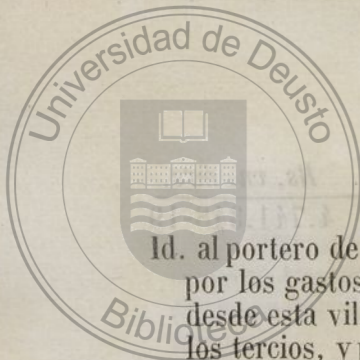 Universidad de Deusto
Biblioteca
Id. al portero de
por los gastos
desde esta vil
los tercios, y